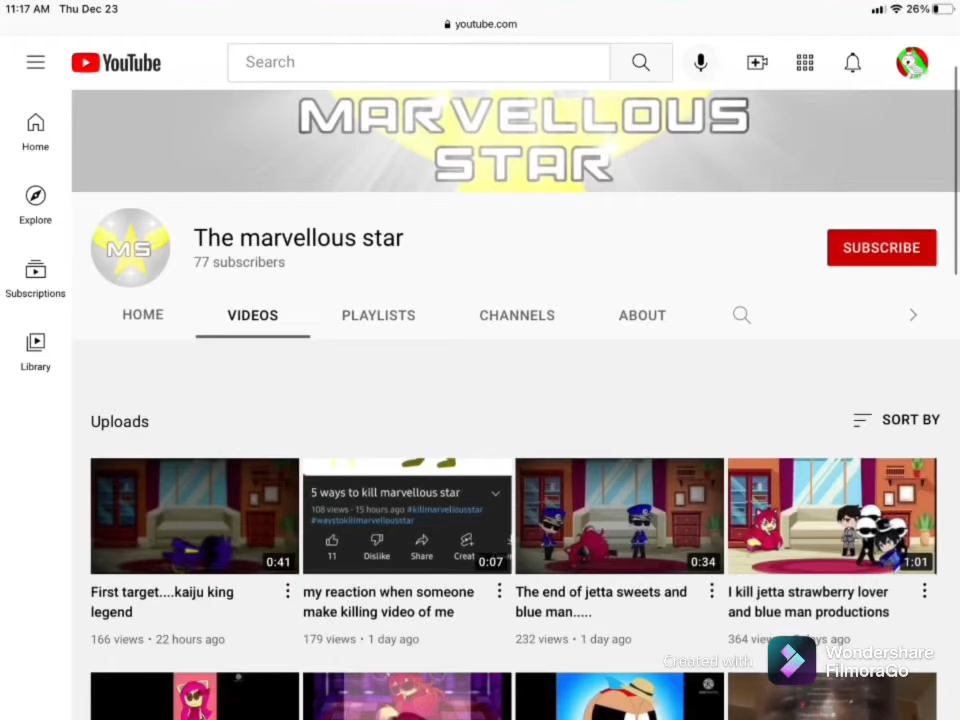 11:17 AM Thu Dec 23
26%
youtube.com
YouTube
Search
MARVELLOUS
STAR
MS
The marvellous star
77 subscribers
SUBSCRIBE
HOME VIDEOS PLAYLISTS CHANNELS ABOUT
Home
Explore
Subscriptions
Library
Uploads
SORT BY
0:41
5 ways to kill marvellous star
108 views · 15 hours ago #killmarvellousstar
#waystokillmarvellousstar
11 Dislike Share Creat
0:07
0:34
1:01
First target....kaiju king
legend
166 views · 22 hours ago
my reaction when someone
make killing video of me
179 views · 1 day ago
The end of jetta sweets and
blue man.....
232 views · 1 day ago
I kill jetta strawberry lover
and blue man productions
364 views
ago
Created with
Wondershare
FilmoraGo